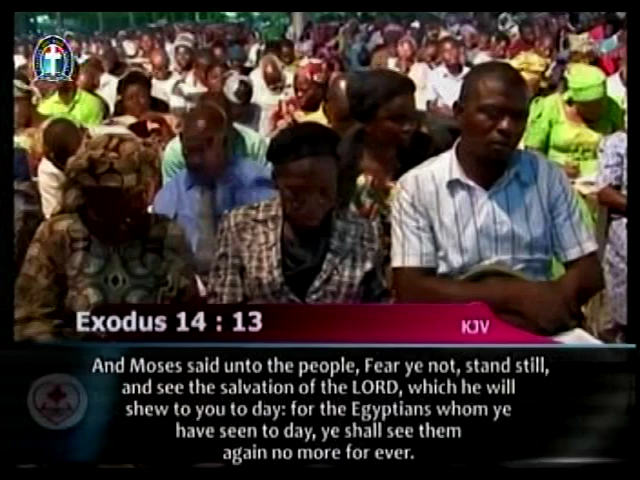 Exodus 14 : 13
KJV
And Moses said unto the people, Fear ye not, stand still,
and see the salvation of the LORD, which he will
shew to you to day: for the Egyptians whom ye
have seen to day, ye shall see them
again no more for ever.